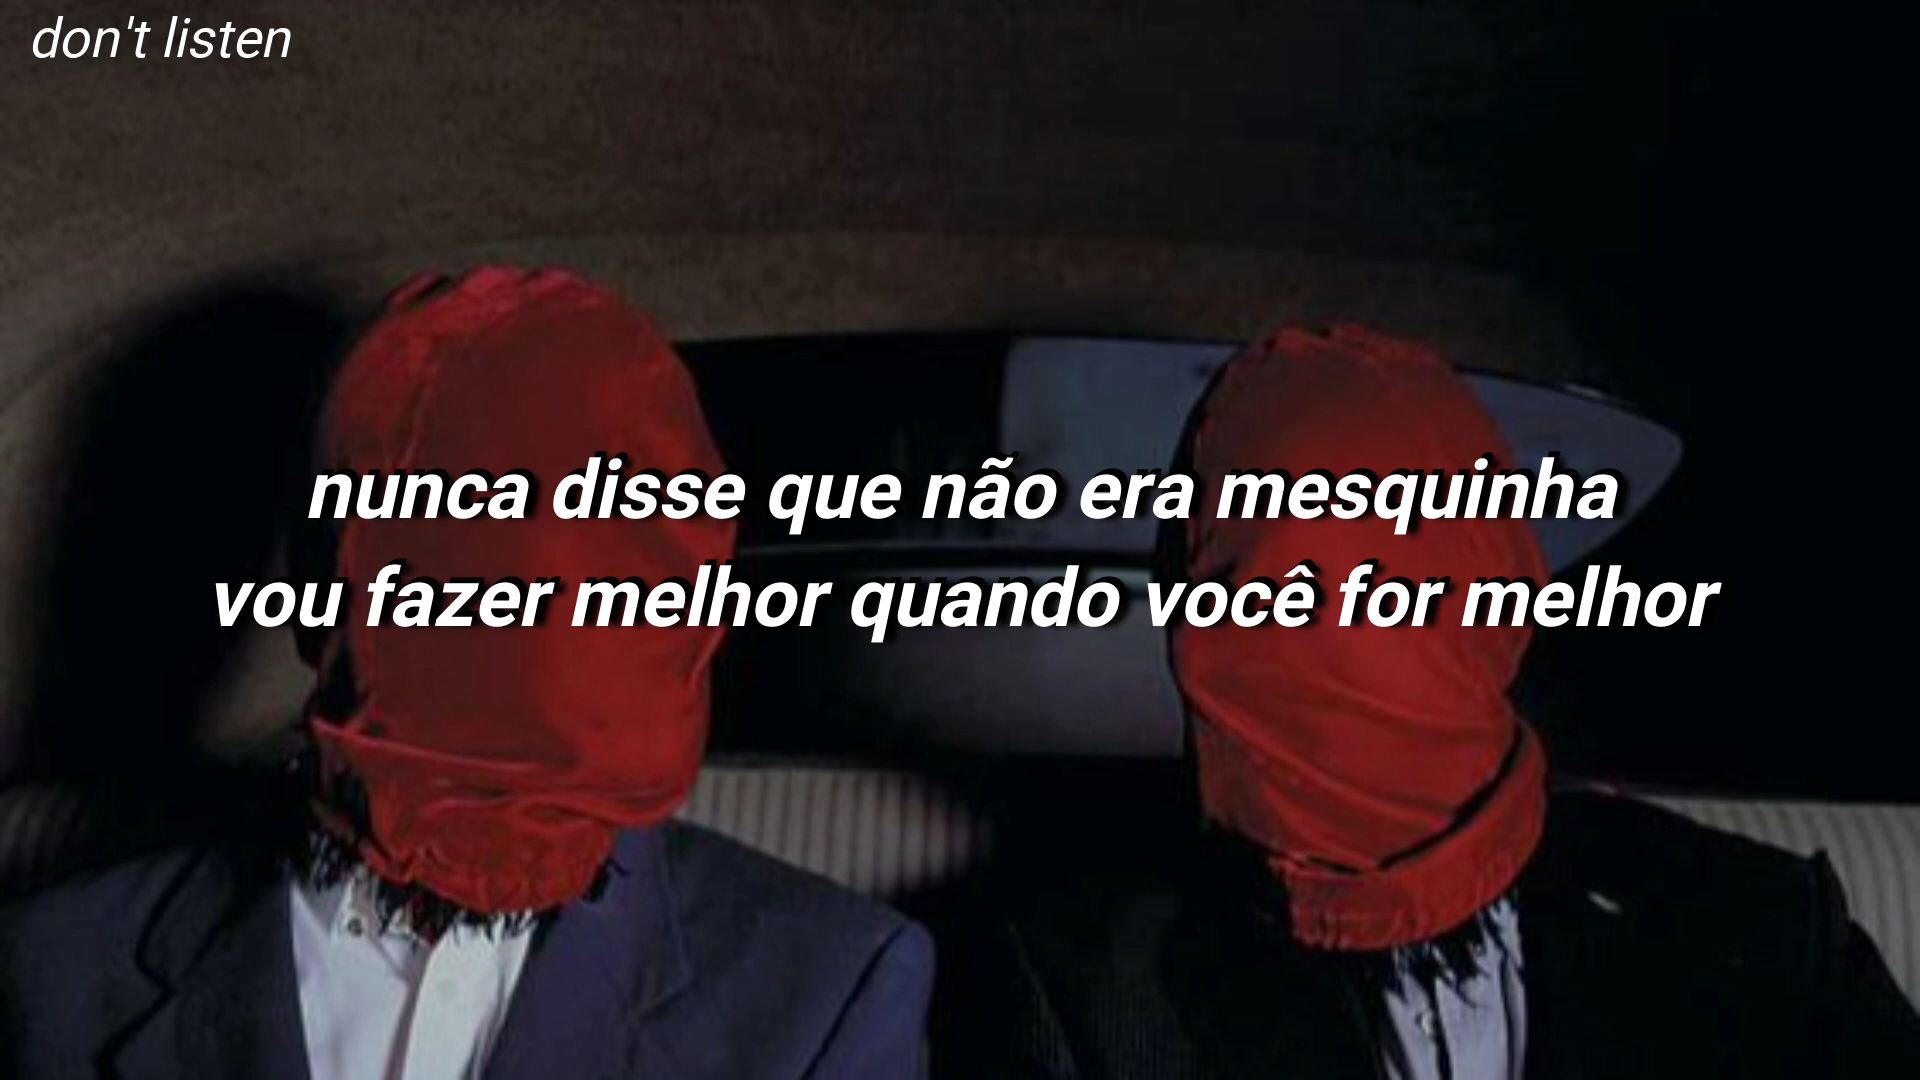 don't listen
nunca disse que não era mesquinha
vou fazer melhor quando você for melhor